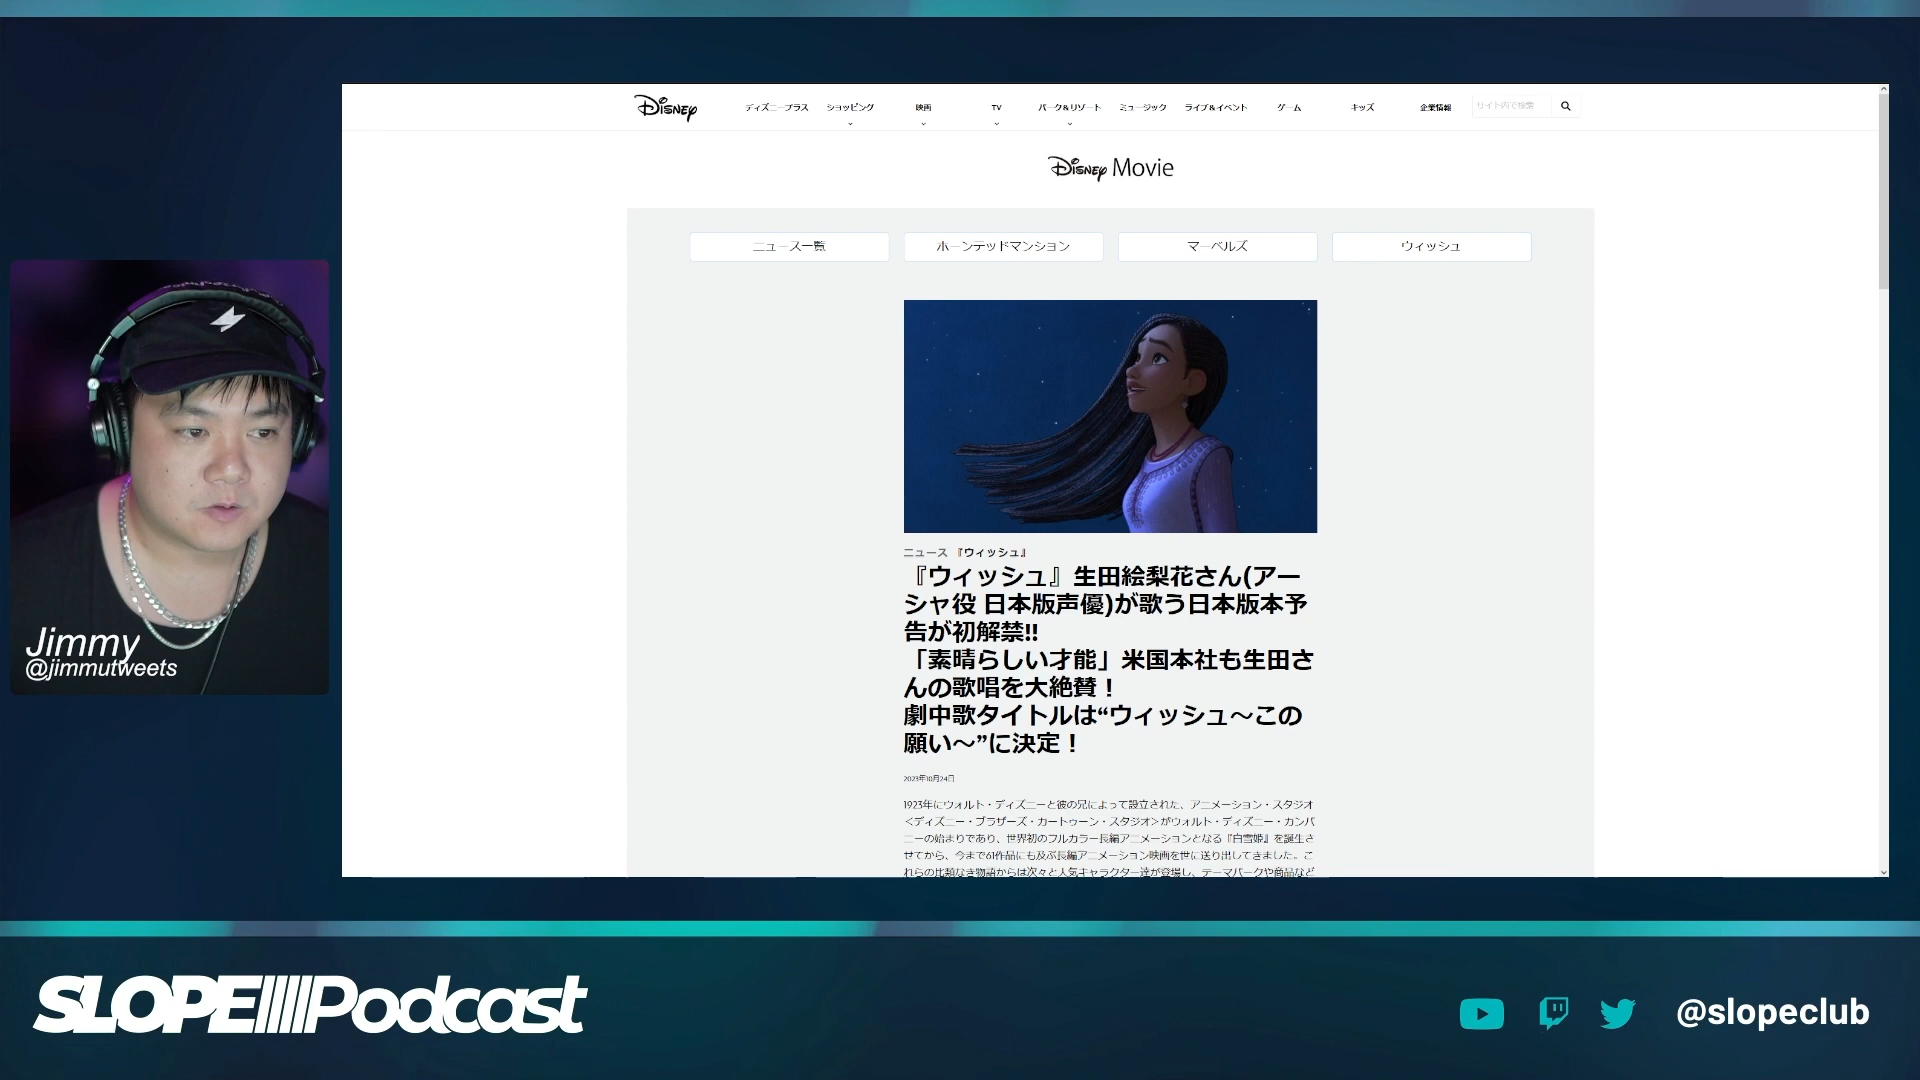 Disney
ディズニープラス ショッピング 映画 TV パーク&リゾート ミュージック ライブ&イベント ゲーム キッズ 企業情報 サイト内で検索
Disney Movie
ニュース一覧 ホーンテッドマンション マーベルズ ウィッシュ
ニュース 『ウィッシュ』
『ウィッシュ』生田絵梨花さん(アー
シャ役 日本版声優)が歌う日本版本予
告が初解禁!!
「素晴らしい才能」米国本社も生田さ
んの歌唱を大絶賛！
劇中歌タイトルは“ウィッシュ～この
願い～”に決定！
2023年10月24日
1923年にウォルト・ディズニーと彼の兄によって設立された、アニメーション・スタジオ
<ディズニー・ブラザーズ・カートゥーン・スタジオ>がウォルト・ディズニー・カンパ
ニーの始まりであり、世界初のフルカラー長編アニメーションとなる『白雪姫』を誕生さ
せてから、今まで61作品にも及ぶ長編アニメーション映画を世に送り出してきました。こ
れらの比類なき物語からは次々と人気キャラクター達が登場し、テーマパークや商品など
Jimmy
@jimmutweets
SLOPE Podcast
@slopeclub